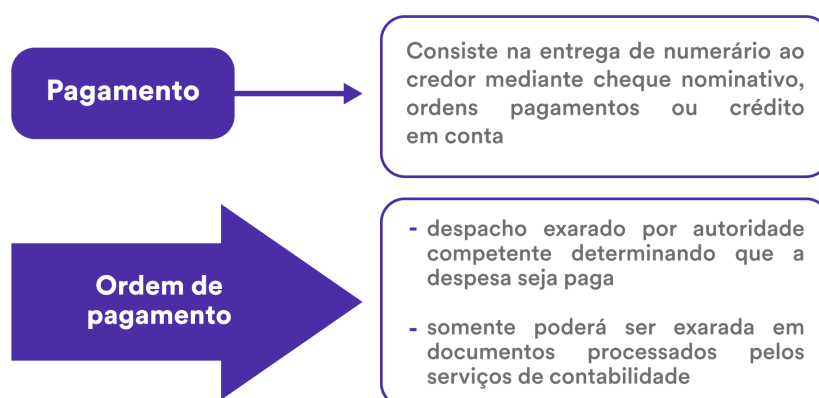 Pagamento
Consiste na entrega de numerário ao
credor mediante cheque nominativo,
ordens pagamentos ou crédito
em conta
Ordem de
pagamento
- despacho exarado por autoridade
competente determinando que a
despesa seja paga
- somente poderá ser exarada em
documentos processados pelos
serviços de contabilidade